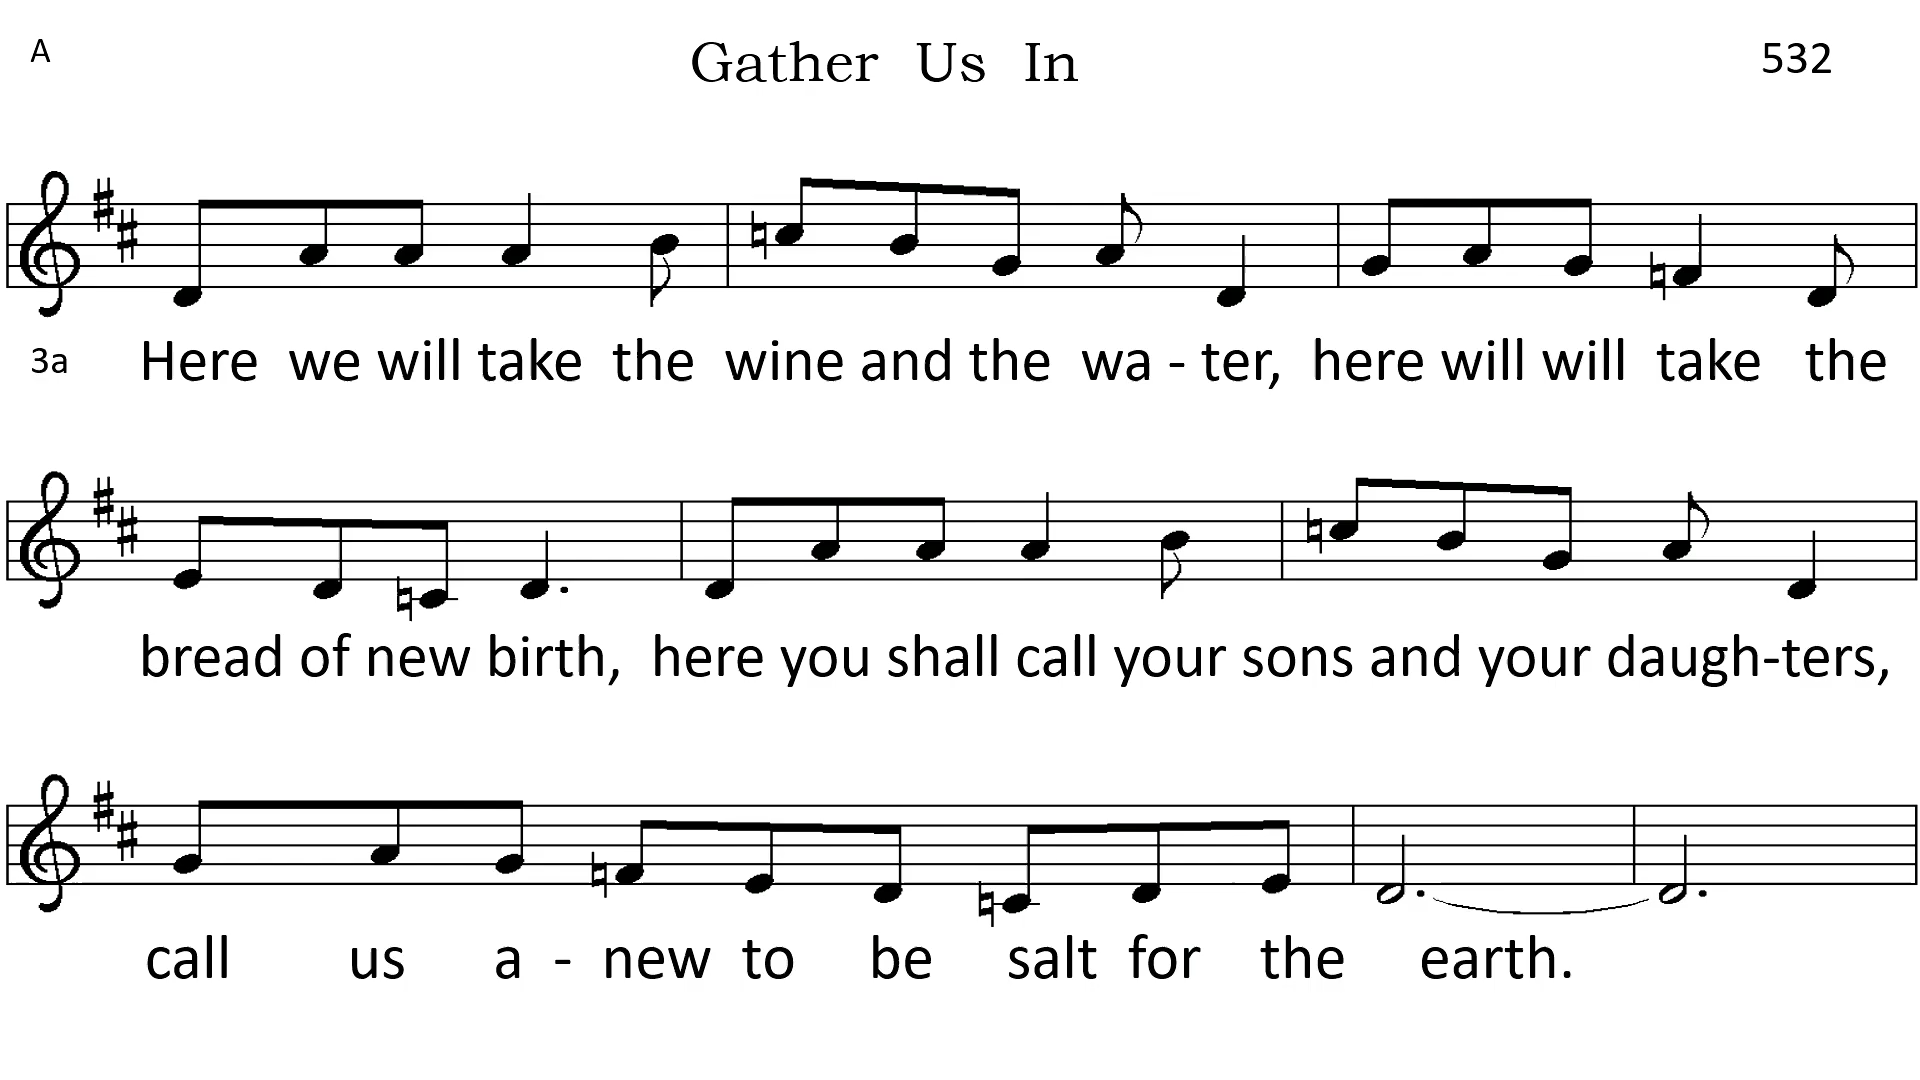 A
Gather Us In
532
3a Here we will take the wine and the wa - ter, here will will take the
bread of new birth, here you shall call your sons and your daugh-ters,
call us a - new to be salt for the earth.